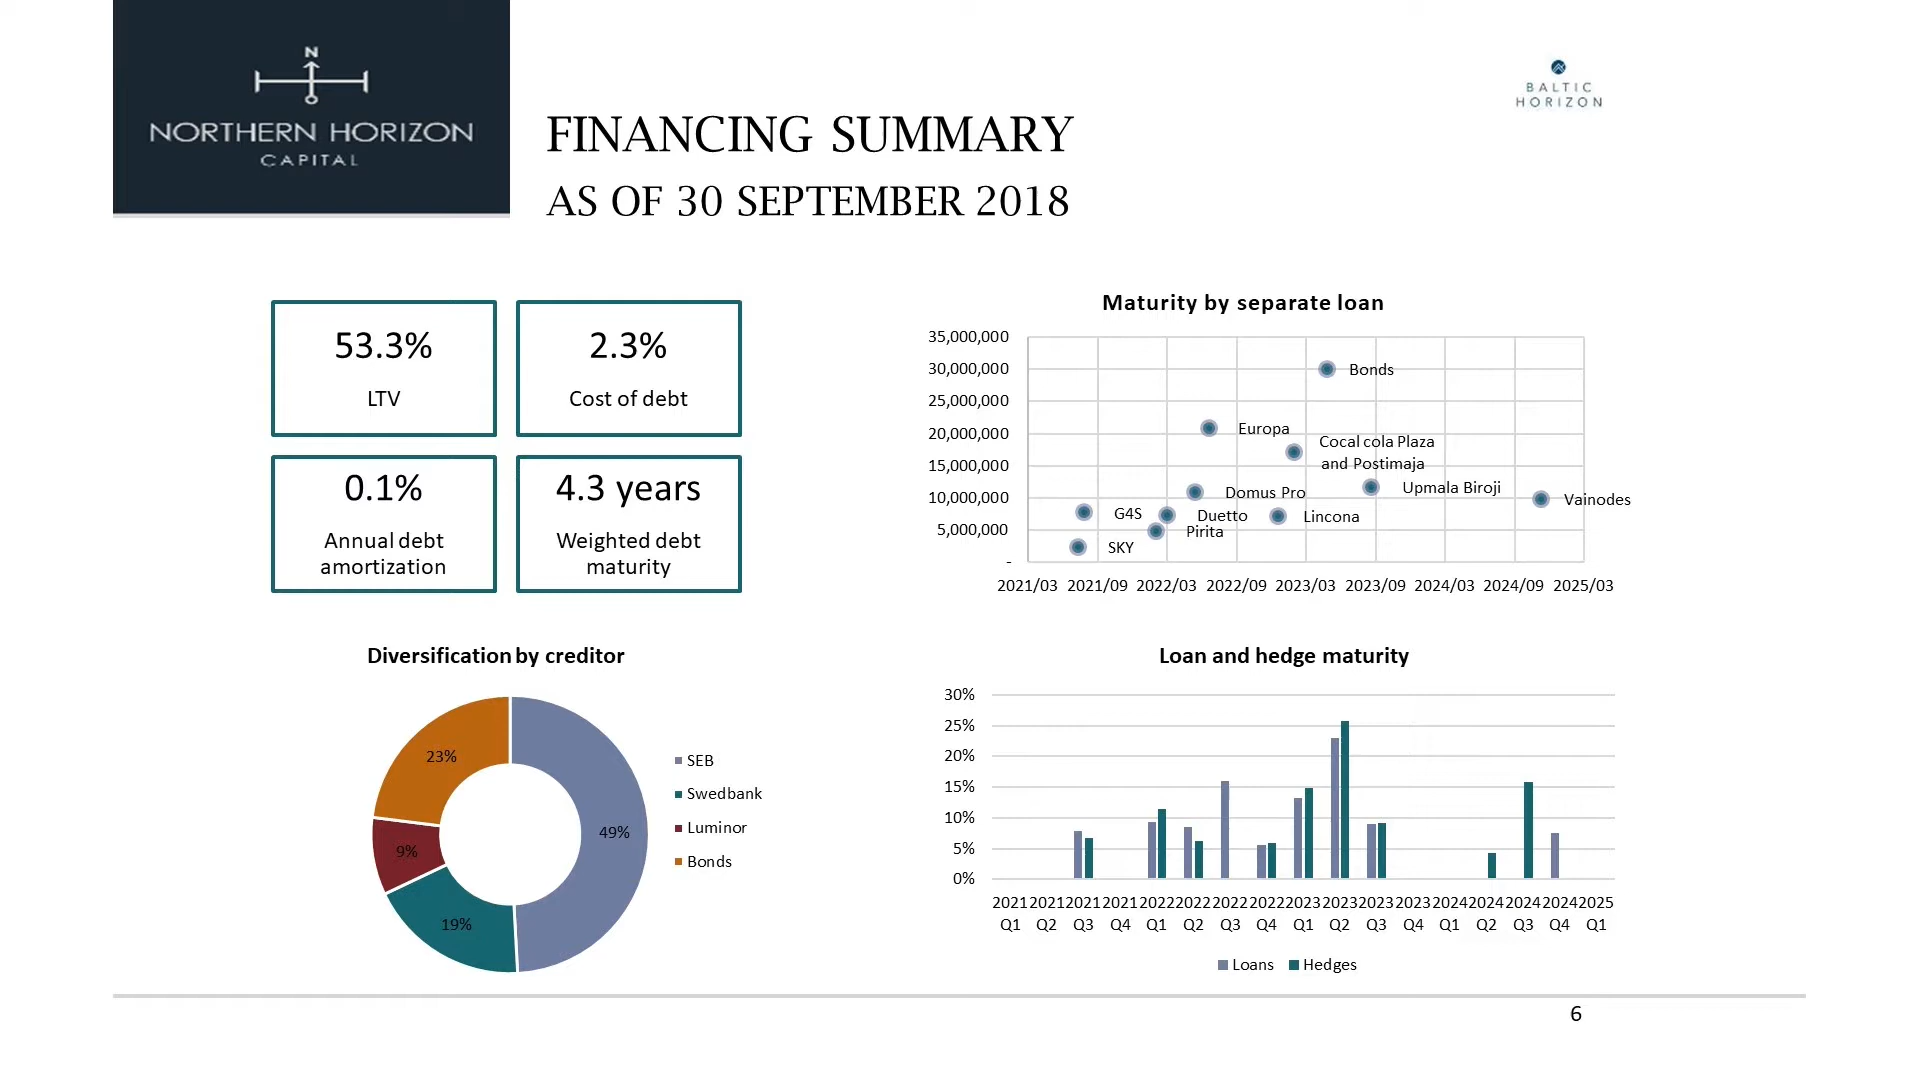 N
NORTHERN HORIZON
CAPITAL
FINANCING SUMMARY
AS OF 30 SEPTEMBER 2018
BALTIC
HORIZON
53.3%
LTV
2.3%
Cost of debt
0.1%
Annual debt
amortization
4.3 years
Weighted debt
maturity
Maturity by separate loan
35,000,000
30,000,000
25,000,000
20,000,000
15,000,000
10,000,000
5,000,000
-
Bonds
Europa
Cocal cola Plaza
and Postimaja
Upmala Biroji
Domus Pro
Vainodes
G4S
Duetto
Lincona
Pirita
SKY
2021/03 2021/09 2022/03 2022/09 2023/03 2023/09 2024/03 2024/09 2025/03
Diversification by creditor
23%
49%
9%
19%
SEB
Swedbank
Luminor
Bonds
Loan and hedge maturity
30%
25%
20%
15%
10%
5%
0%
2021 2021 2021 2021 2022 2022 2022 2022 2023 2023 2023 2023 2024 2024 2024 2024 2025
Q1 Q2 Q3 Q4 Q1 Q2 Q3 Q4 Q1 Q2 Q3 Q4 Q1 Q2 Q3 Q4 Q1
Loans Hedges
6